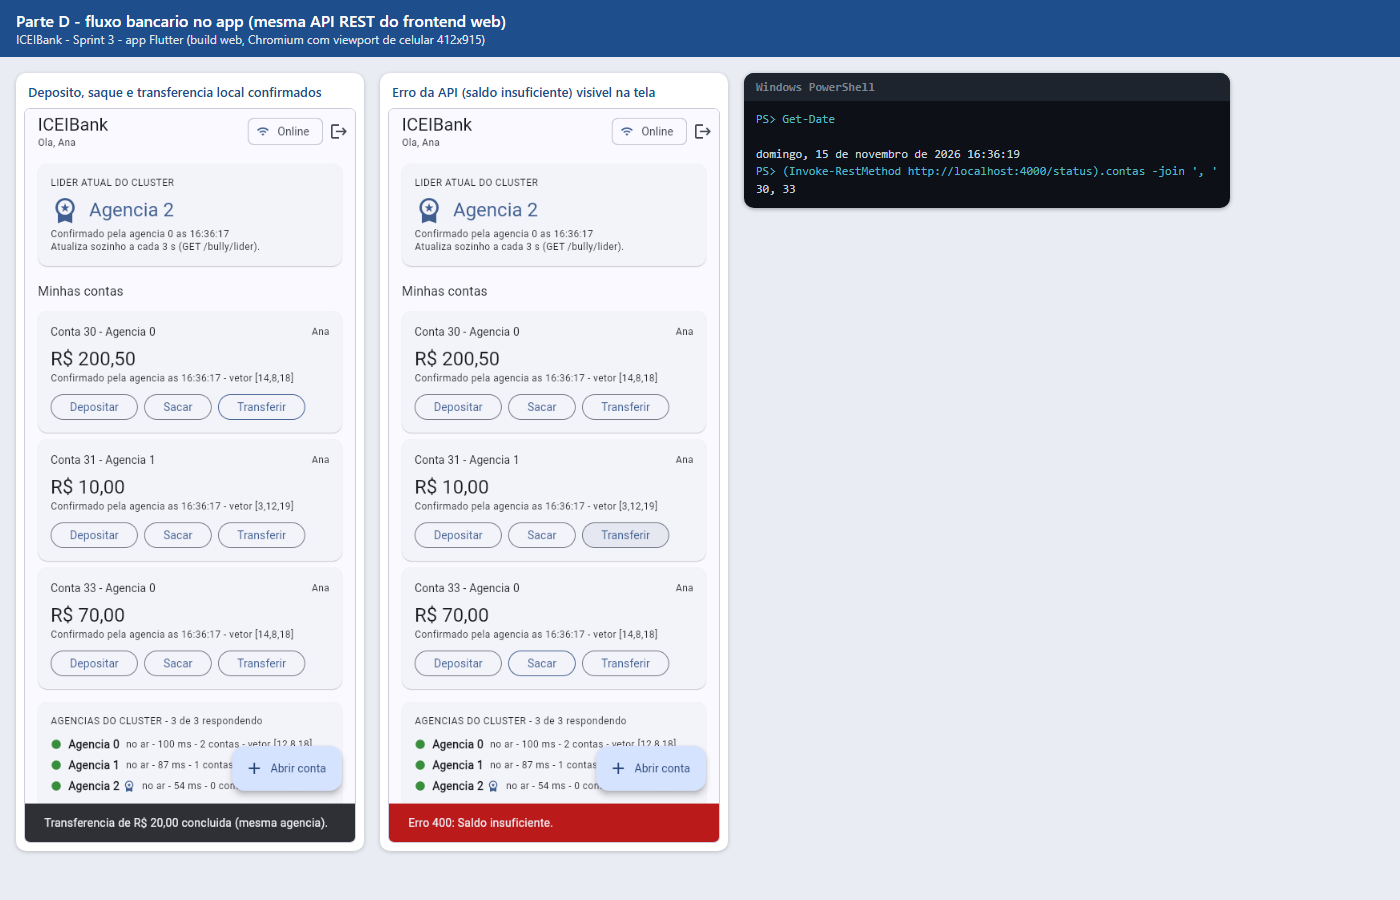 Parte D - fluxo bancario no app (mesma API REST do frontend web)
ICEIBank - Sprint 3 - app Flutter (build web, Chromium com viewport de celular 412x915)
Deposito, saque e transferencia local confirmados
ICEIBank
Ola, Ana
Online
LIDER ATUAL DO CLUSTER
Agencia 2
Confirmado pela agencia 0 as 16:36:17
Atualiza sozinho a cada 3 s (GET /bully/lider).
Minhas contas
Conta 30 - Agencia 0 Ana
R$ 200,50
Confirmado pela agencia as 16:36:17 - vetor [14,8,18]
Depositar Sacar Transferir
Conta 31 - Agencia 1 Ana
R$ 10,00
Confirmado pela agencia as 16:36:17 - vetor [3,12,19]
Depositar Sacar Transferir
Conta 33 - Agencia 0 Ana
R$ 70,00
Confirmado pela agencia as 16:36:17 - vetor [14,8,18]
Depositar Sacar Transferir
AGENCIAS DO CLUSTER - 3 de 3 respondendo
Agencia 0 no ar - 100 ms - 2 contas - vetor [12,8,18]
Agencia 1 no ar - 87 ms - 1 contas
Agencia 2 no ar - 54 ms - 0 con
+ Abrir conta
Transferencia de R$ 20,00 concluida (mesma agencia).
Erro da API (saldo insuficiente) visivel na tela
ICEIBank
Ola, Ana
Online
LIDER ATUAL DO CLUSTER
Agencia 2
Confirmado pela agencia 0 as 16:36:17
Atualiza sozinho a cada 3 s (GET /bully/lider).
Minhas contas
Conta 30 - Agencia 0 Ana
R$ 200,50
Confirmado pela agencia as 16:36:17 - vetor [14,8,18]
Depositar Sacar Transferir
Conta 31 - Agencia 1 Ana
R$ 10,00
Confirmado pela agencia as 16:36:17 - vetor [3,12,19]
Depositar Sacar Transferir
Conta 33 - Agencia 0 Ana
R$ 70,00
Confirmado pela agencia as 16:36:17 - vetor [14,8,18]
Depositar Sacar Transferir
AGENCIAS DO CLUSTER - 3 de 3 respondendo
Agencia 0 no ar - 100 ms - 2 contas - vetor [12,8,18]
Agencia 1 no ar - 87 ms - 1 contas
Agencia 2 no ar - 54 ms - 0 con
+ Abrir conta
Erro 400: Saldo insuficiente.
Windows PowerShell
PS> Get-Date
domingo, 15 de novembro de 2026 16:36:19
PS> (Invoke-RestMethod http://localhost:4000/status).contas -join ', '
30, 33